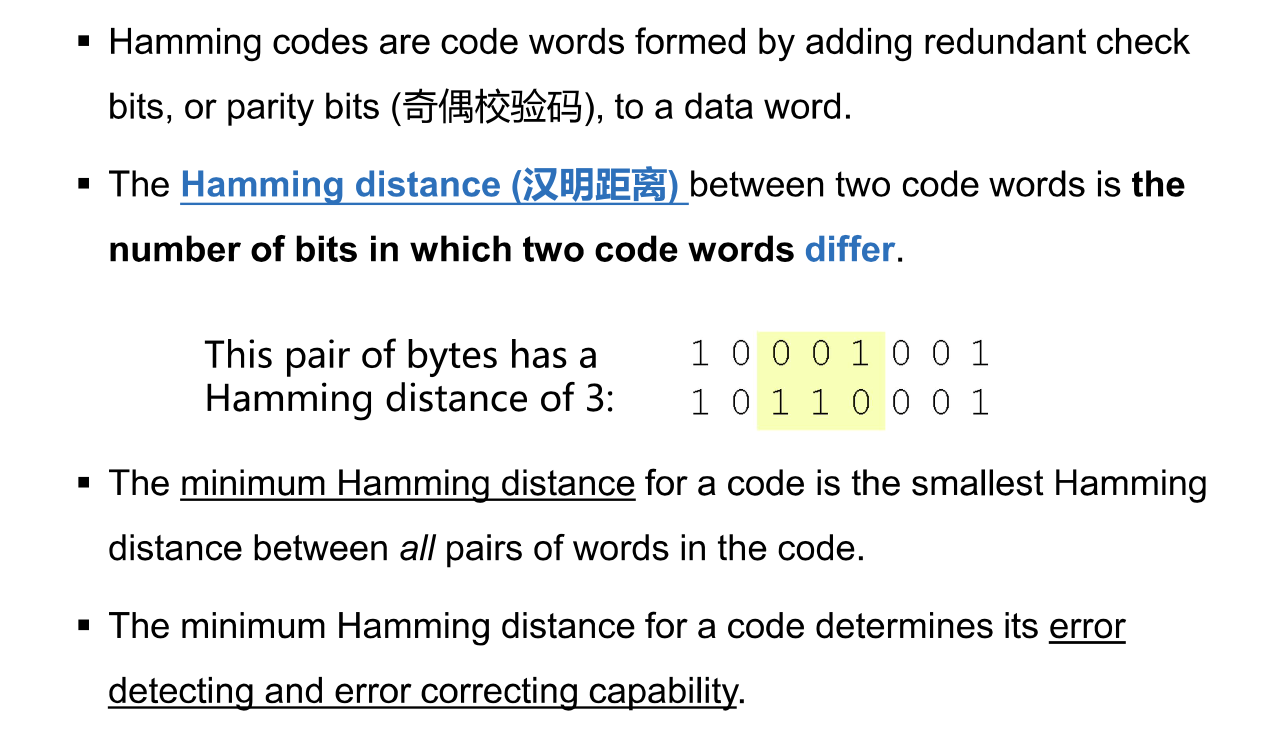 ▪ Hamming codes are code words formed by adding redundant check
bits, or parity bits (奇偶校验码), to a data word.
▪ The Hamming distance (汉明距离) between two code words is the
number of bits in which two code words differ.
This pair of bytes has a
Hamming distance of 3:
1 0 0 0 1 0 0 1
1 0 1 1 0 0 0 1
▪ The minimum Hamming distance for a code is the smallest Hamming
distance between all pairs of words in the code.
▪ The minimum Hamming distance for a code determines its error
detecting and error correcting capability.